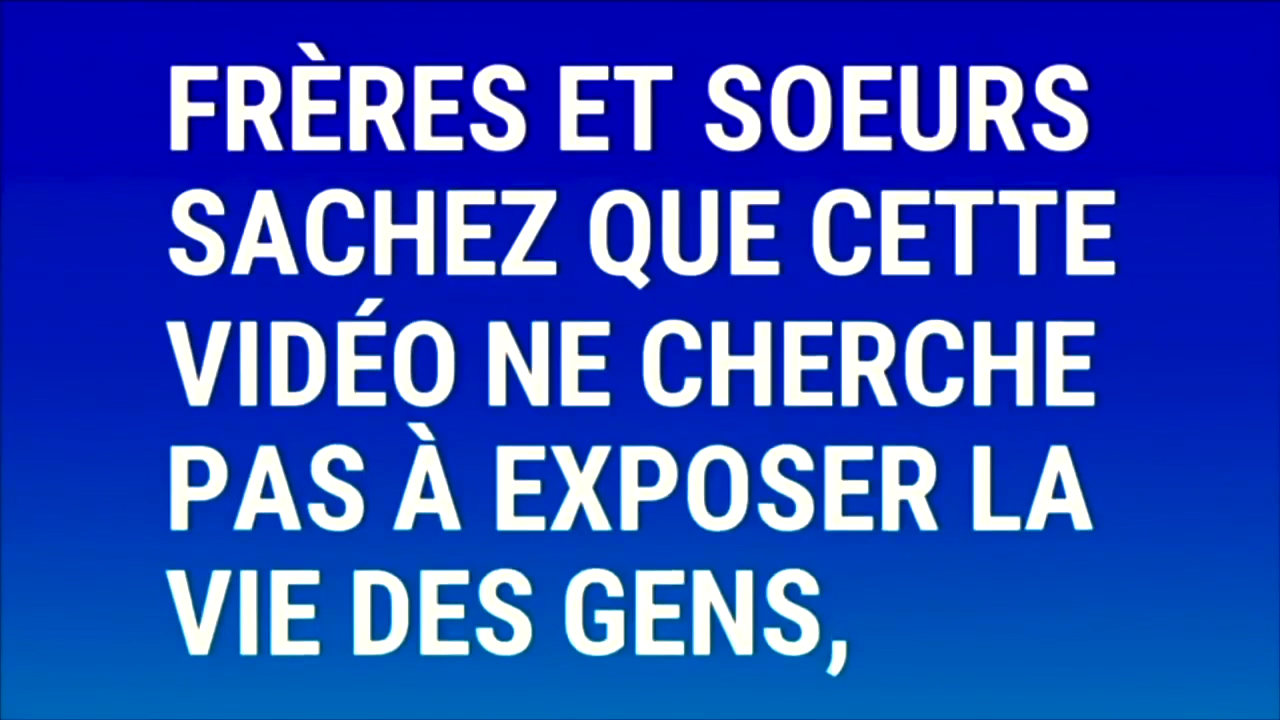 FRÈRES ET SOEURS
SACHEZ QUE CETTE
VIDÉO NE CHERCHE
PAS À EXPOSER LA
VIE DES GENS,